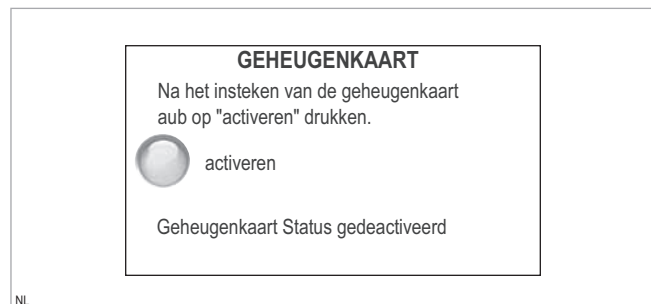 GEHEUGENKAART
Na het insteken van de geheugenkaart
aub op "activeren" drukken.
activeren
Geheugenkaart Status gedeactiveerd
NL